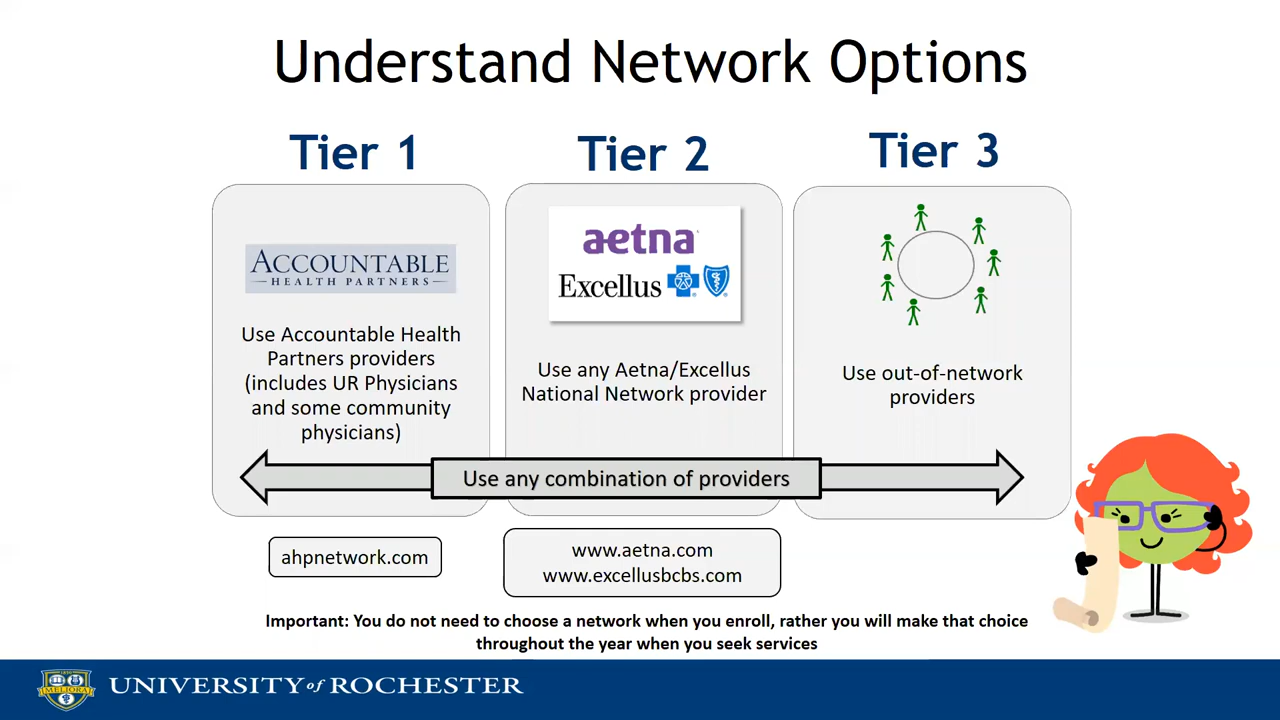 Understand Network Options
Tier 1
Tier 2
Tier 3
ACCOUNTABLE
HEALTH PARTNERS
Use Accountable Health
Partners providers
(includes UR Physicians
and some community
physicians)
aetna
Excellus
Use any Aetna/Excellus
National Network provider
Use out-of-network
providers
Use any combination of providers
ahpnetwork.com
www.aetna.com
www.excellusbcbs.com
Important: You do not need to choose a network when you enroll, rather you will make that choice
throughout the year when you seek services
MELIORA
UNIVERSITY of ROCHESTER